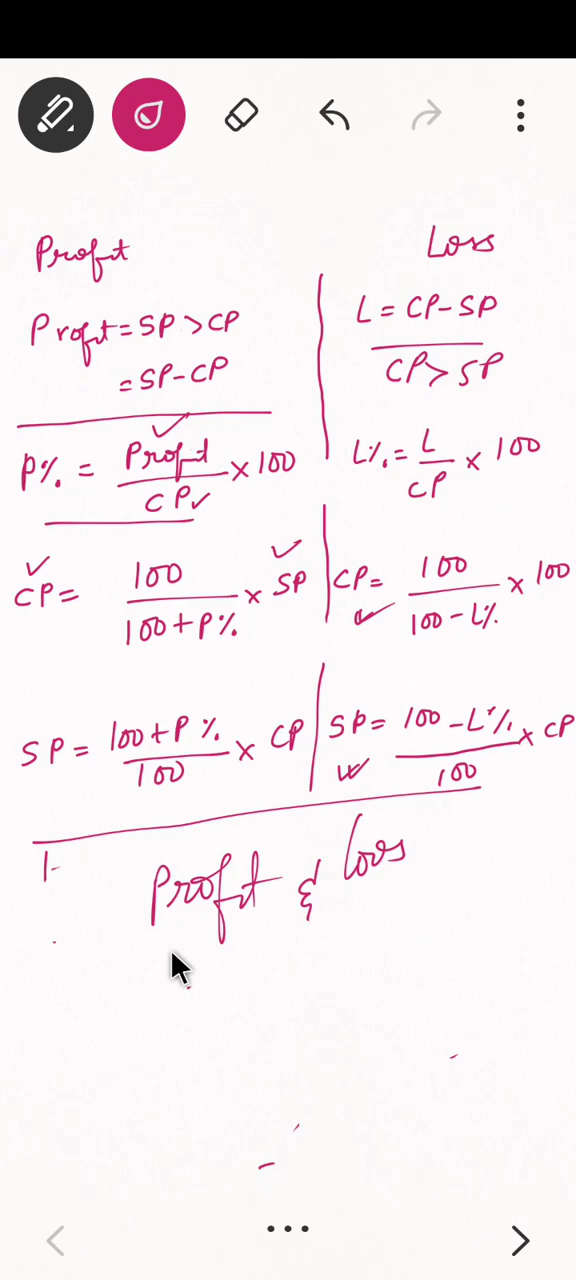 Profit
Profit = SP > CP
= SP - CP
P% = Profit / CP × 100
CP = 100 / 100 + P% × SP
SP = 100 + P% / 100 × CP
Loss
L = CP - SP
CP > SP
L% = L / CP × 100
CP = 100 / 100 - L% × 100
SP = 100 - L% / 100 × CP
1-
Profit & Loss